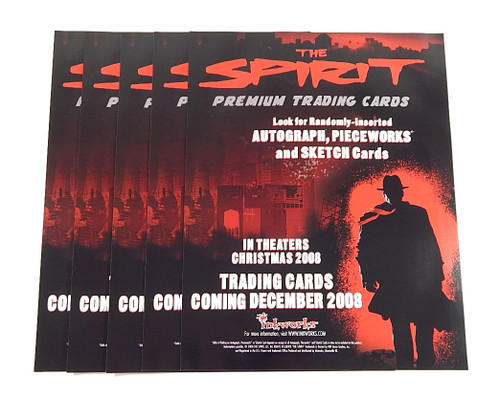 THE
SPIRIT
PREMIUM TRADING CARDS
Look for Randomly-Inserted
AUTOGRAPH, PIECEWORKS®
and SKETCH Cards
IN THEATERS
CHRISTMAS 2008
TRADING CARDS
COMING DECEMBER 2008
inkworks
For more information, visit WWW.INKWORKS.COM